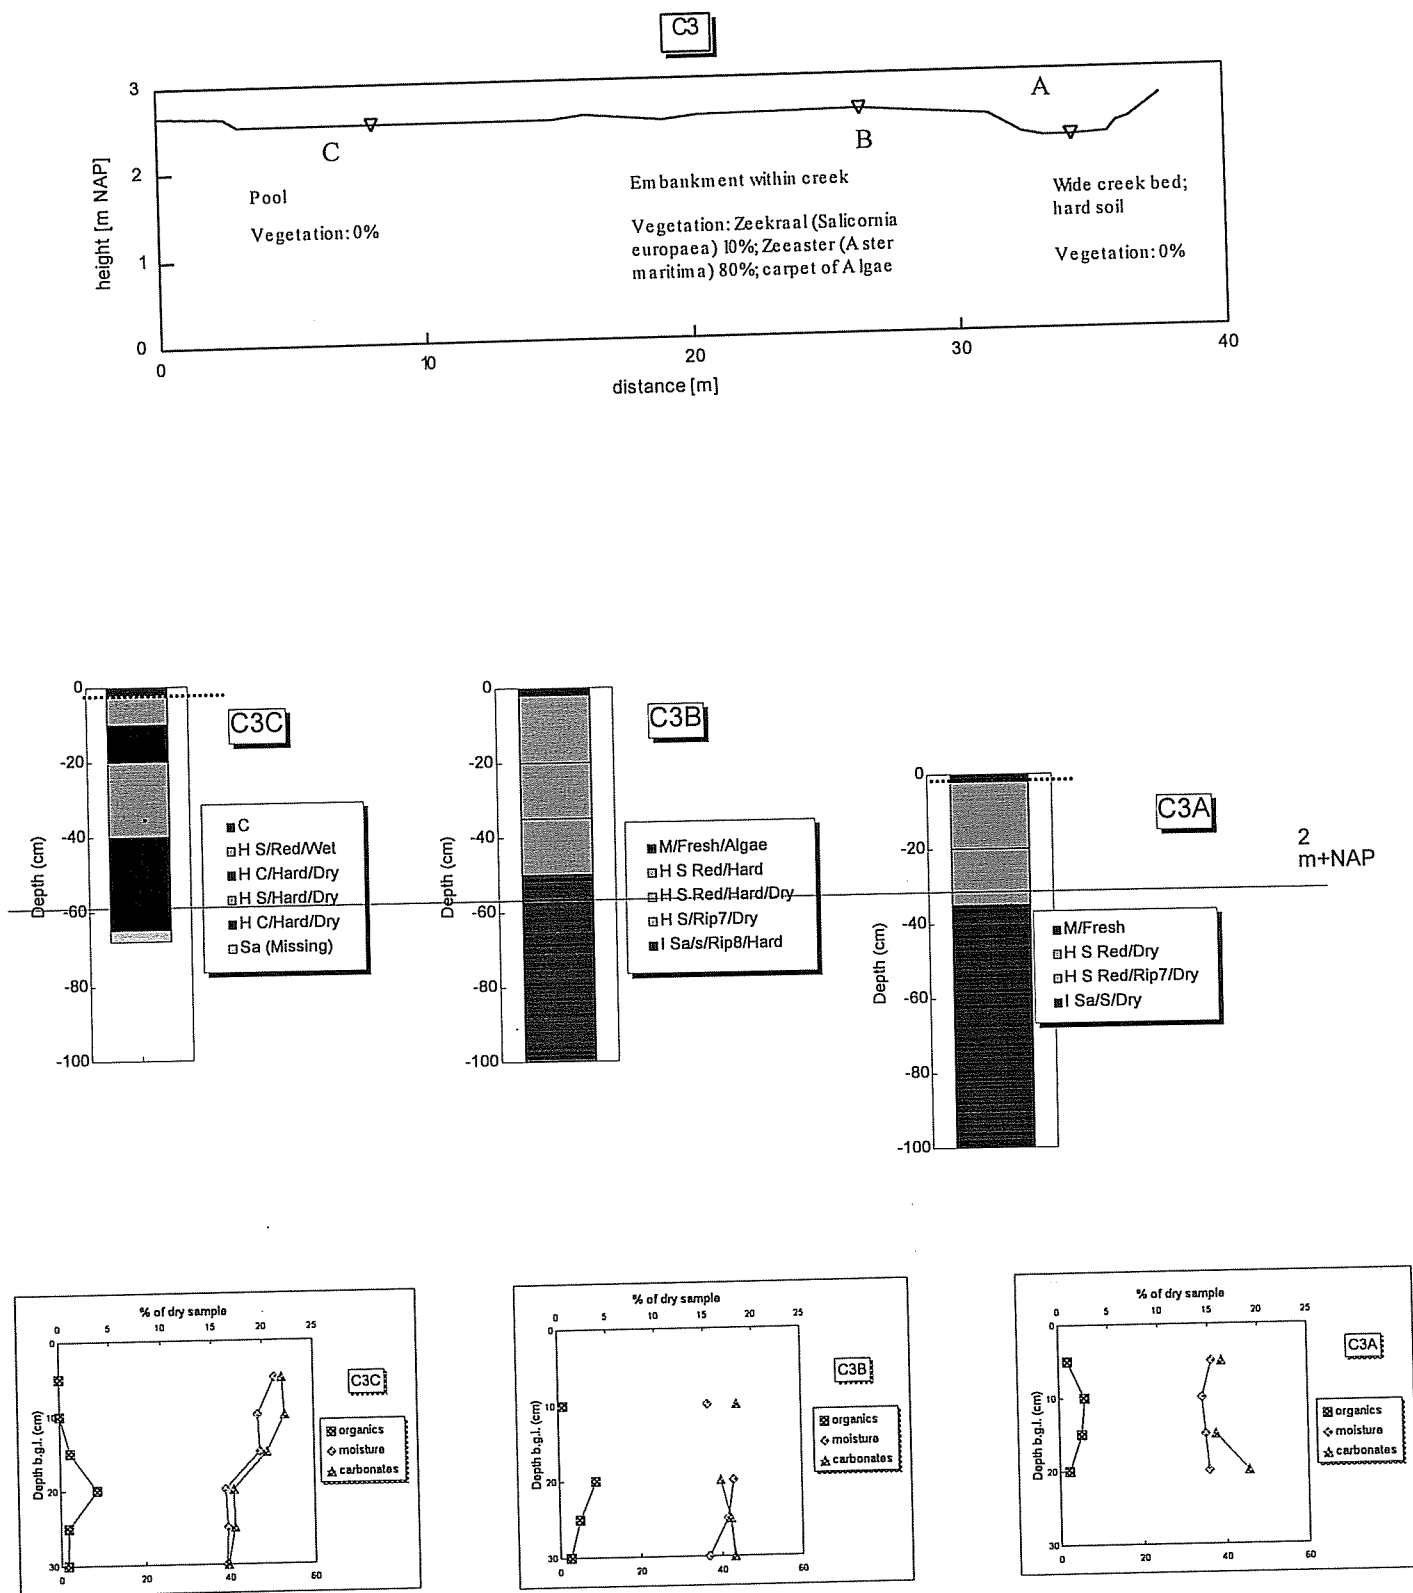 C3
3
2
1
0
height [m NAP]
A
B
C
Pool
Vegetation: 0%
Embankment within creek
Vegetation: Zeekraal (Salicornia
europaea) 10%; Zeeaster (Aster
maritima) 80%; carpet of Algae
Wide creek bed;
hard soil
Vegetation: 0%
0
10
20
30
40
distance [m]
0
-20
-40
-60
-80
-100
Depth (cm)
C3C
C
H S/Red/Wet
H C/Hard/Dry
H S/Hard/Dry
H C/Hard/Dry
Sa (Missing)
0
-20
-40
-60
-80
-100
Depth (cm)
C3B
M/Fresh/Algae
H S Red/Hard
H S Red/Hard/Dry
H S/Rip7/Dry
I Sa/s/Rip8/Hard
0
-20
-40
-60
-80
-100
Depth (cm)
C3A
M/Fresh
H S Red/Dry
H S Red/Rip7/Dry
I Sa/S/Dry
2
m+NAP
% of dry sample
0 5 10 15 20 25
0
10
20
30
Depth b.g.l. (cm)
C3C
organics
moisture
carbonates
0 20 40 60
% of dry sample
0 5 10 15 20 25
0
10
20
30
Depth b.g.l. (cm)
C3B
organics
moisture
carbonates
0 20 40 60
% of dry sample
0 5 10 15 20 25
0
10
20
30
Depth b.g.l. (cm)
C3A
organics
moisture
carbonates
0 20 40 60